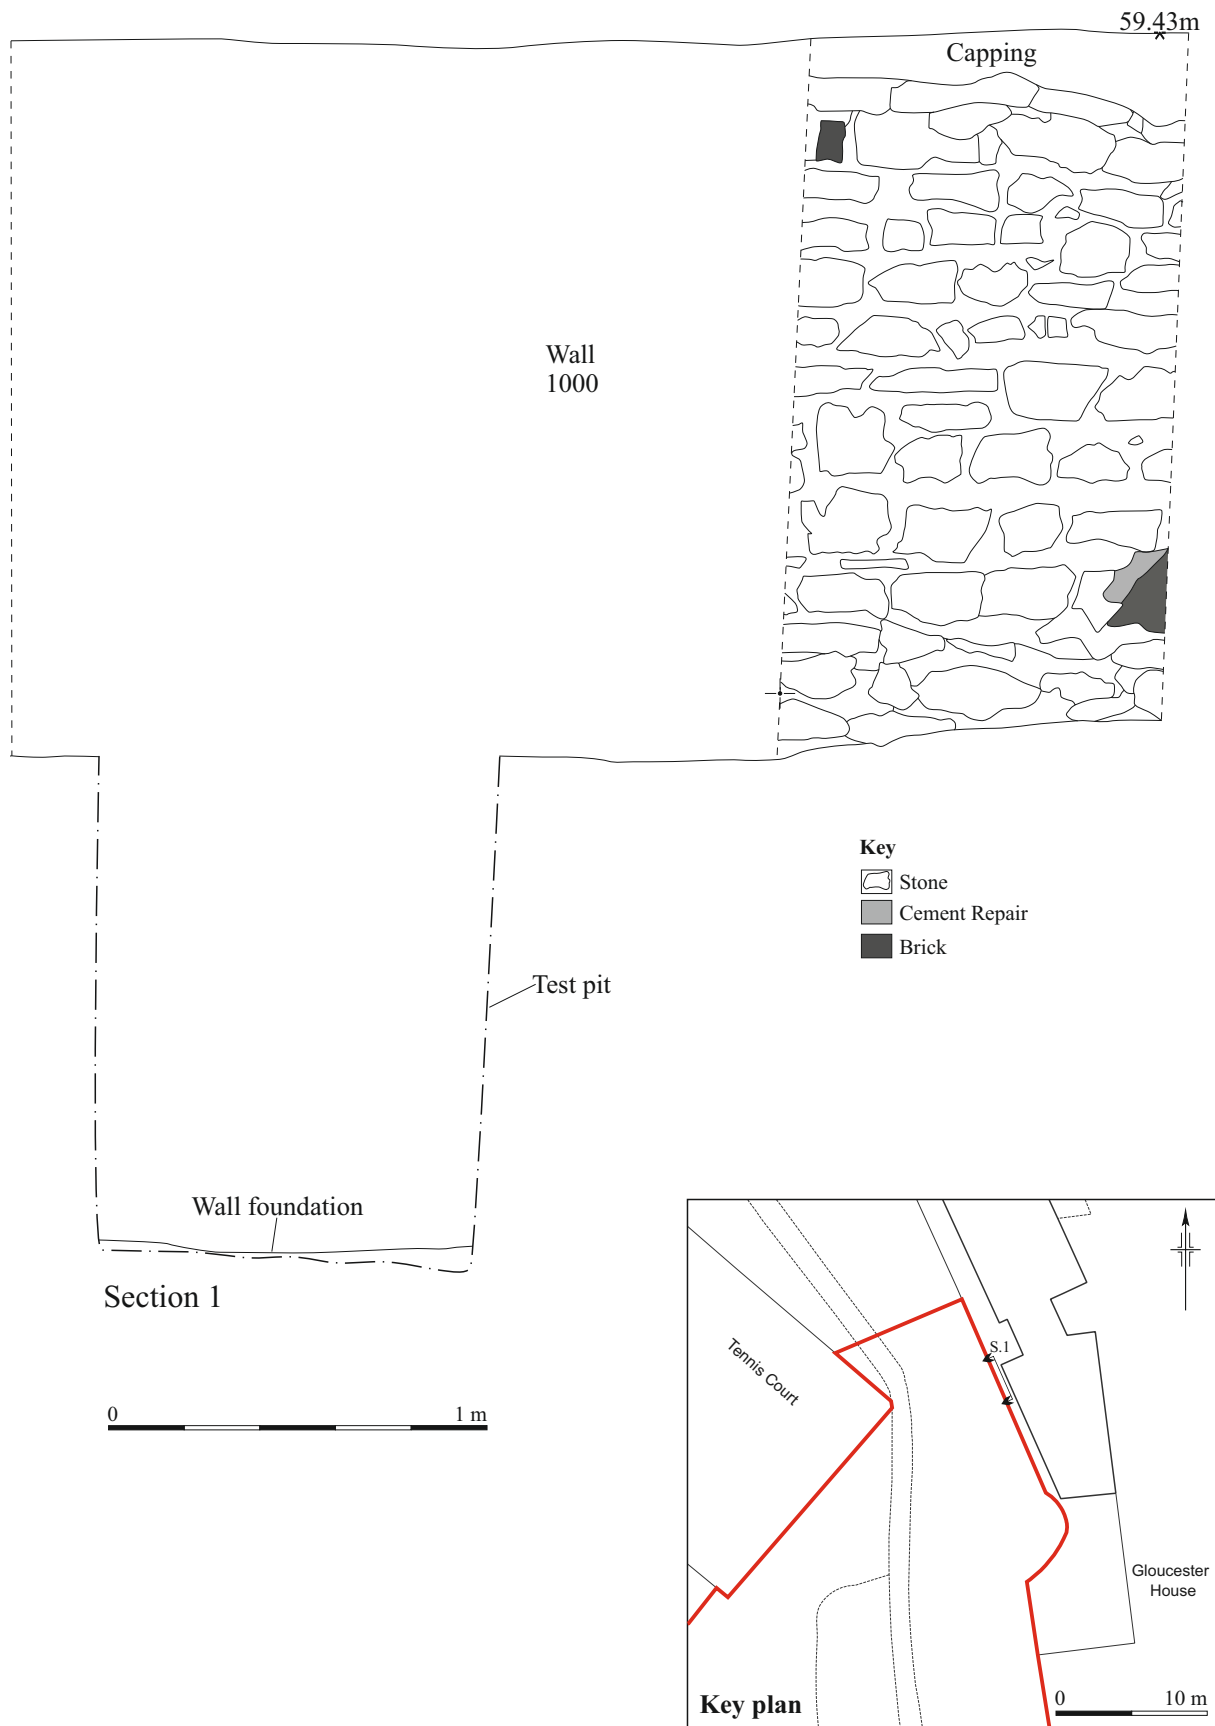 59.43m
Capping
Wall
1000
Key
Stone
Cement Repair
Brick
Test pit
Wall foundation
Section 1
0 1 m
S.1
Tennis Court
Gloucester
House
Key plan
0 10 m